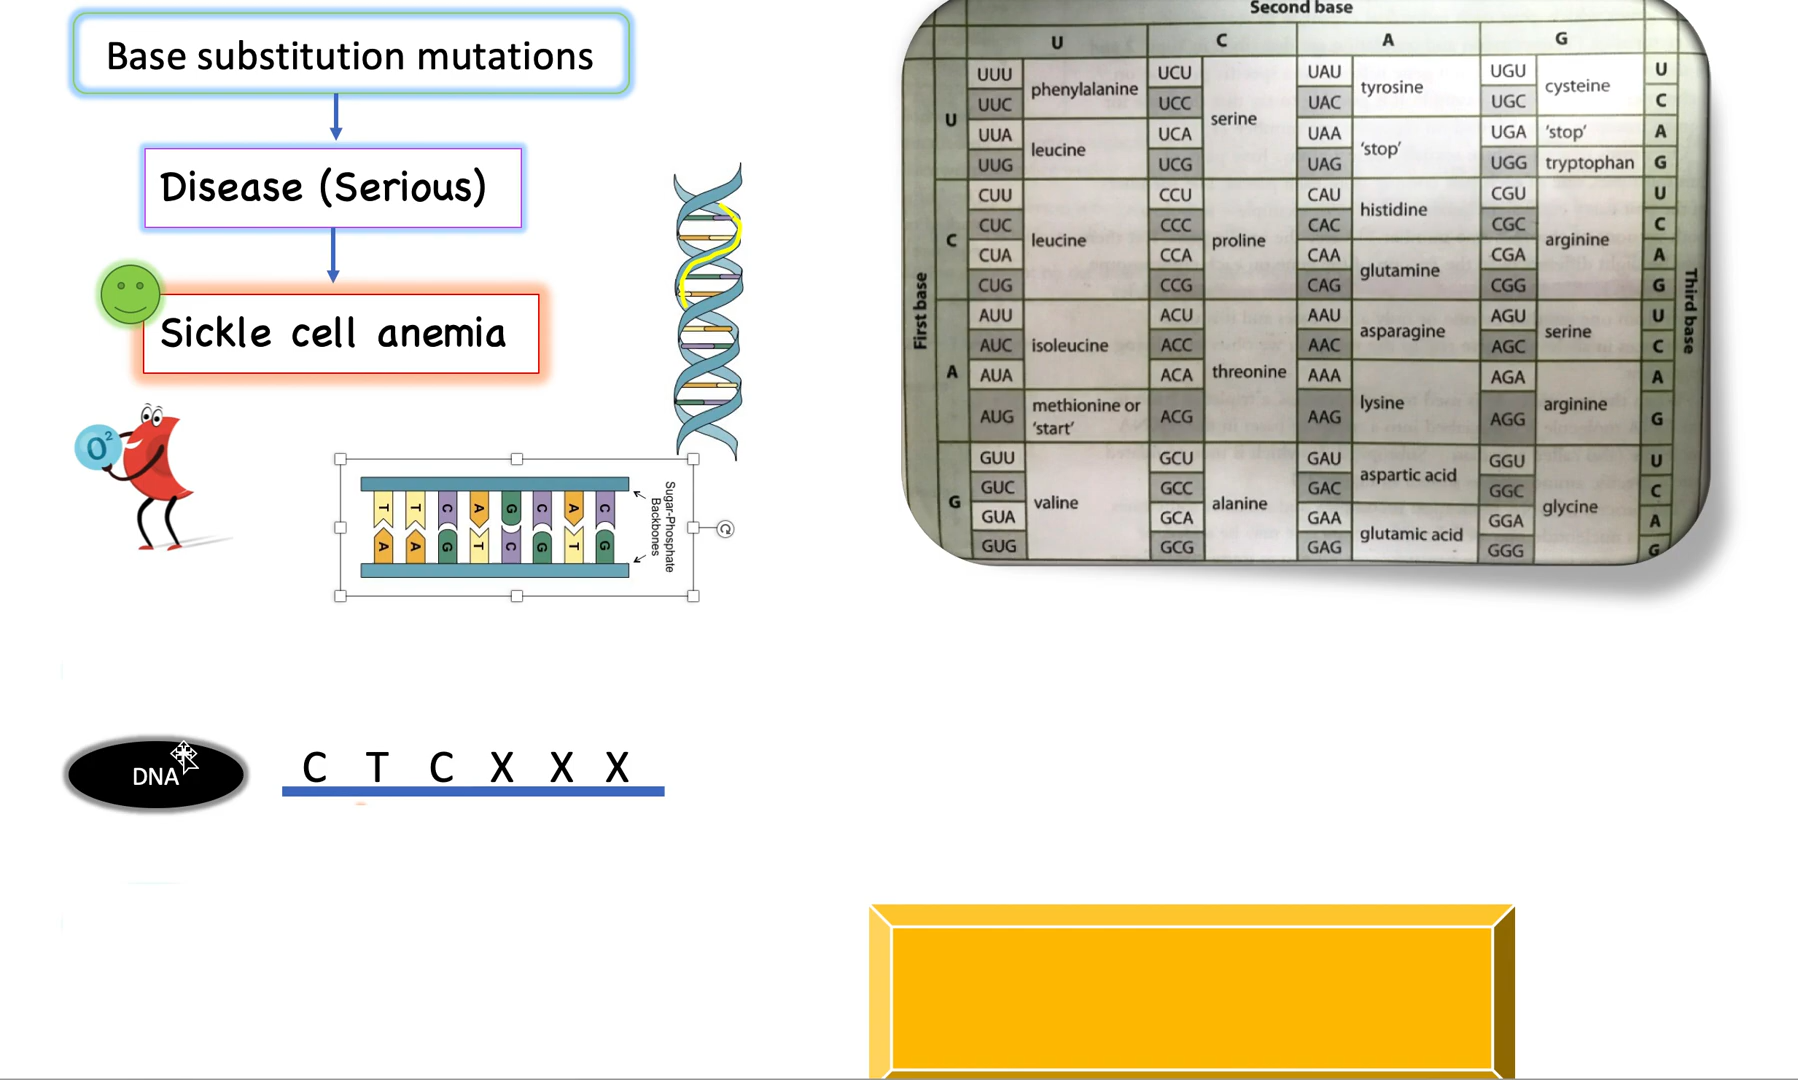 Base substitution mutations
Disease (Serious)
Sickle cell anemia
O2
T T C A G C A C
A A G T C G T G
Sugar-Phosphate
Backbones
DNA
C T C X X X
Second base
U C A G
First base
Third base
U
UUU phenylalanine UCU serine UAU tyrosine UGU cysteine U
UUC UCC UAC UGC C
UUA leucine UCA UAA 'stop' UGA 'stop' A
UUG UCG UAG UGG tryptophan G
C
CUU leucine CCU proline CAU histidine CGU arginine U
CUC CCC CAC CGC C
CUA CCA CAA glutamine CGA A
CUG CCG CAG CGG G
A
AUU isoleucine ACU threonine AAU asparagine AGU serine U
AUC ACC AAC AGC C
AUA ACA AAA lysine AGA arginine A
AUG methionine or 'start' ACG AAG AGG G
G
GUU valine GCU alanine GAU aspartic acid GGU glycine U
GUC GCC GAC GGC C
GUA GCA GAA glutamic acid GGA A
GUG GCG GAG GGG G